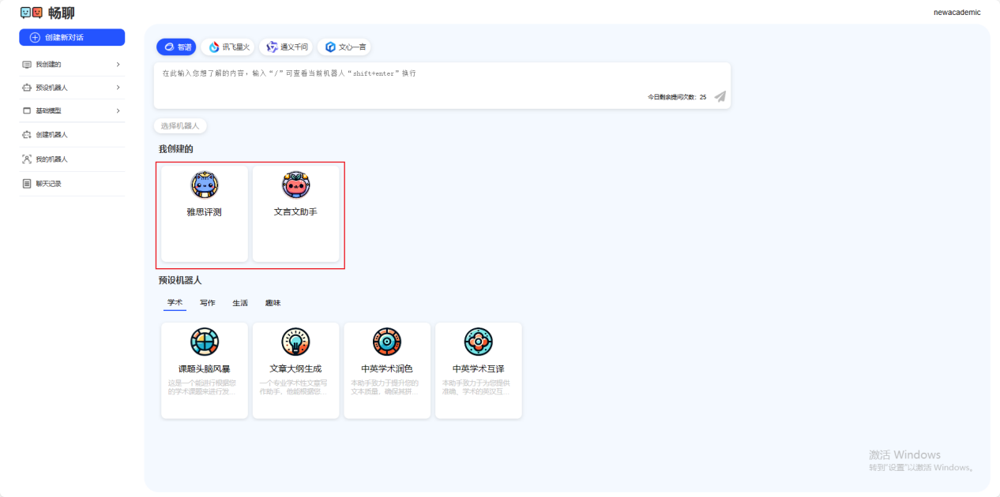 畅聊
newacademic
创建新对话
我创建的
预设机器人
基础模型
创建机器人
我的机器人
聊天记录
智谱 讯飞星火 通义千问 文心一言
在此输入您想了解的内容，输入“/”可查看当前机器人“shift+enter”换行
今日剩余提问次数：25
选择机器人
我创建的
雅思评测 文言文助手
预设机器人
学术 写作 生活 趣味
课题头脑风暴
这是一个能进行根据您
的学术课题来进行发...
文章大纲生成
一个专业学术性文章写
作助手，他能根据您...
中英学术润色
本助手致力于提升您的
文本质量，确保其拼...
中英学术互译
本助手致力于为您提供
准确、学术的英汉互...
激活 Windows
转到“设置”以激活 Windows。